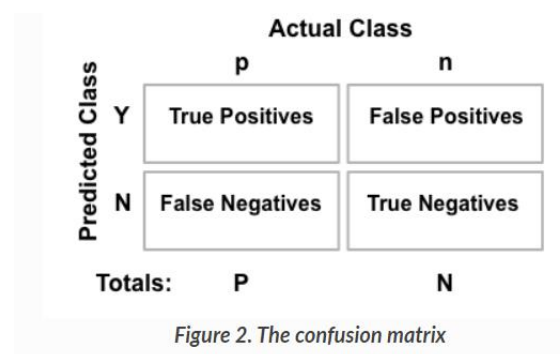 Actual Class
p n
Predicted Class
Y True Positives False Positives
N False Negatives True Negatives
Totals: P N
Figure 2. The confusion matrix